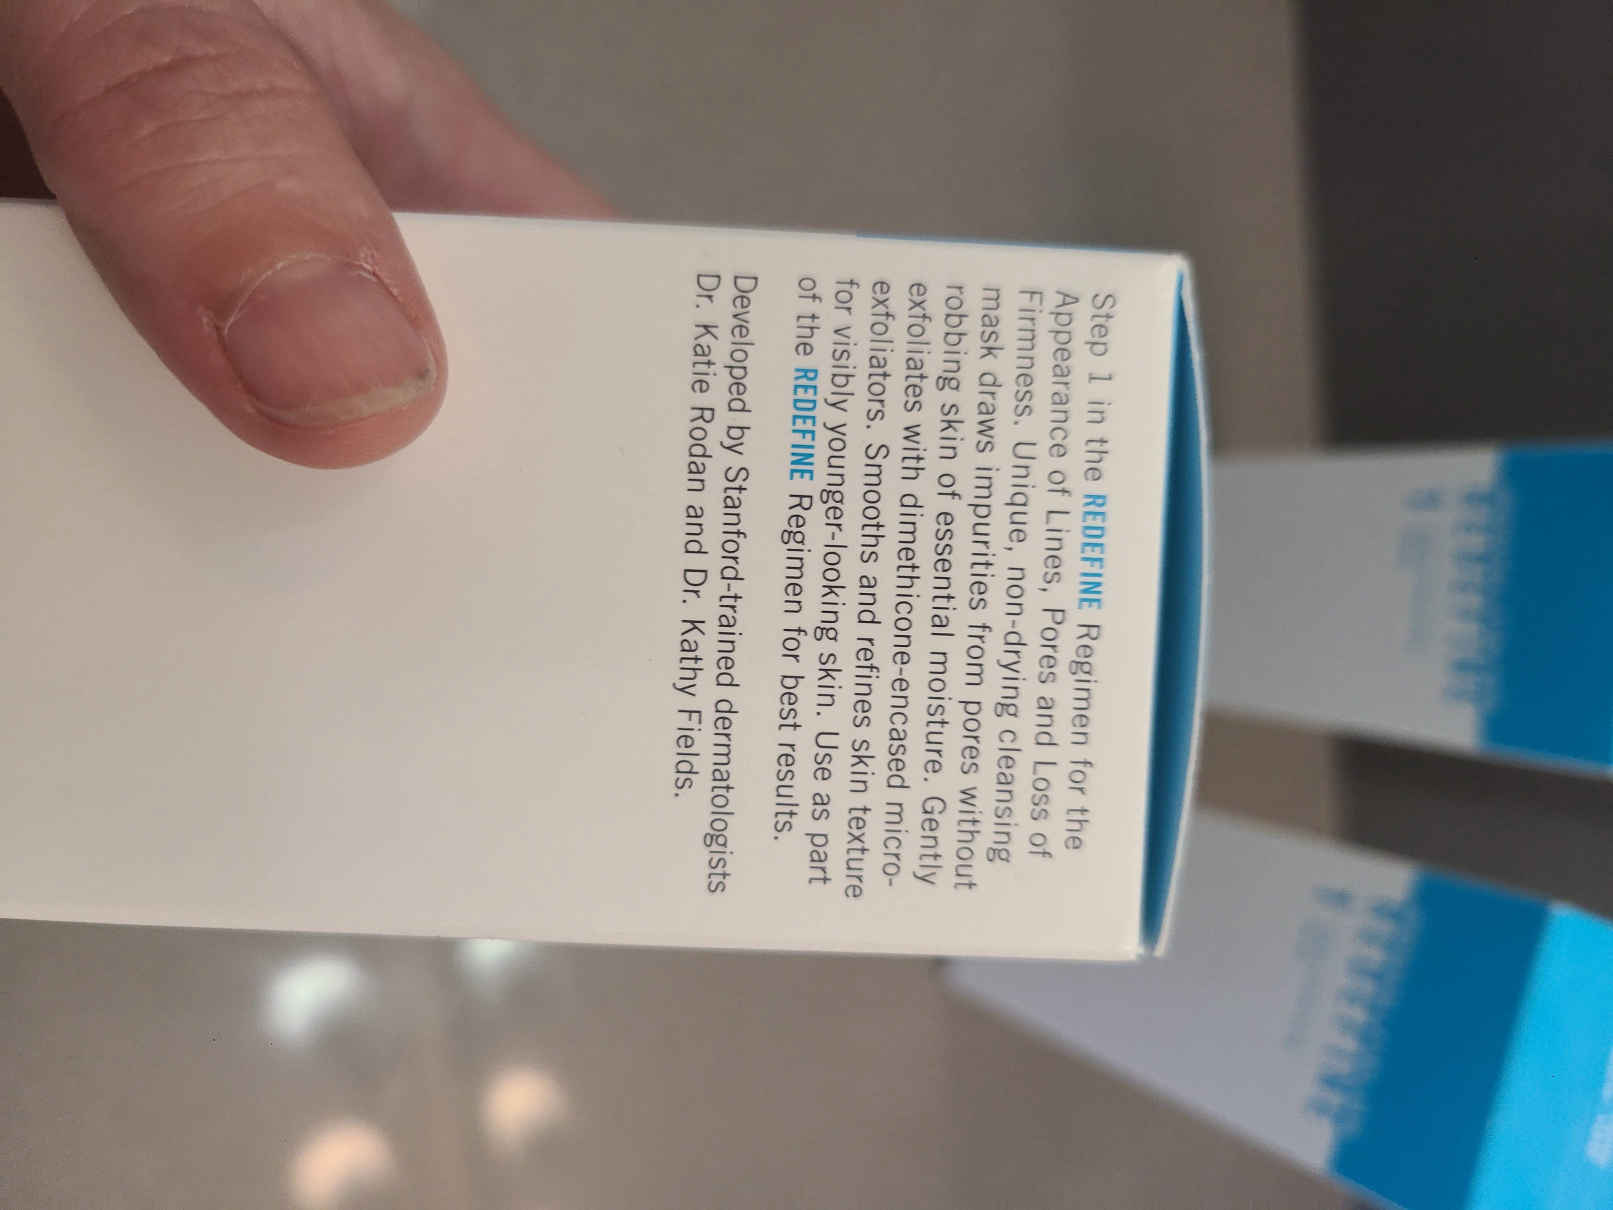 Step 1 in the REDEFINE Regimen for the
Appearance of Lines, Pores and Loss of
Firmness. Unique, non-drying cleansing
mask draws impurities from pores without
robbing skin of essential moisture. Gently
exfoliates with dimethicone-encased micro-
exfoliators. Smooths and refines skin texture
for visibly younger-looking skin. Use as part
of the REDEFINE Regimen for best results.
Developed by Stanford-trained dermatologists
Dr. Katie Rodan and Dr. Kathy Fields.